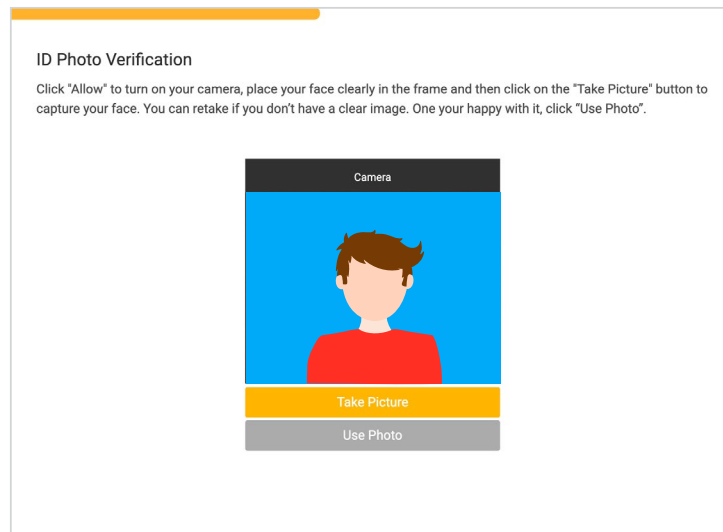 ID Photo Verification
Click "Allow" to turn on your camera, place your face clearly in the frame and then click on the "Take Picture" button to
capture your face. You can retake if you don’t have a clear image. One your happy with it, click “Use Photo”.
Camera
Take Picture
Use Photo